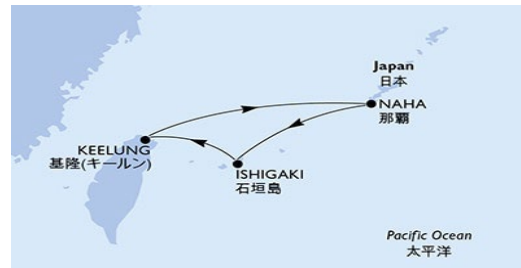 Japan
日本
NAHA
那覇
KEELUNG
基隆(キールン)
ISHIGAKI
石垣島
Pacific Ocean
太平洋